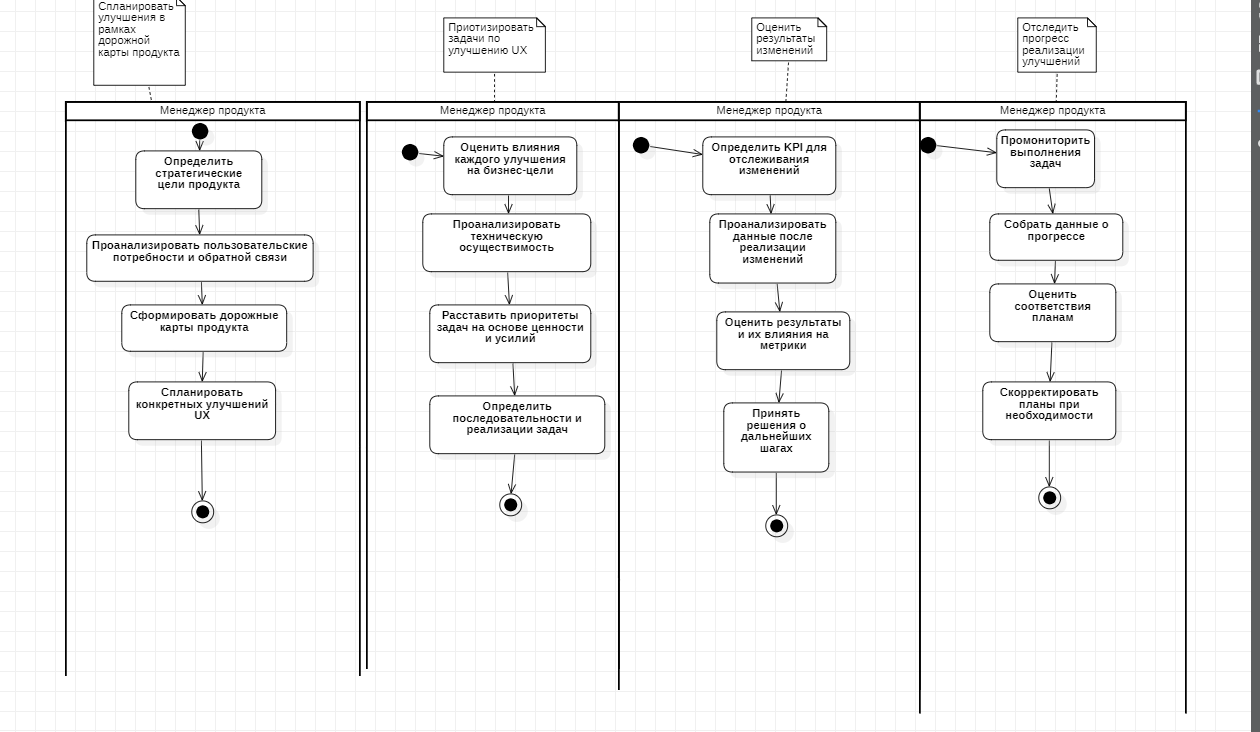 Спланировать
улучшения в
рамках
дорожной
карты продукта
Приотизировать
задачи по
улучшению UX
Оценить
результаты
изменений
Отследить
прогресс
реализации
улучшений
Менеджер продукта
Менеджер продукта
Менеджер продукта
Менеджер продукта
Определить
стратегические
цели продукта
Проанализировать пользовательские
потребности и обратной связи
Сформировать дорожные
карты продукта
Спланировать
конкретных улучшений
UX
Оценить влияния
каждого улучшения
на бизнес-цели
Проанализировать
техническую
осуществимость
Расставить приоритеты
задач на основе ценности
и усилий
Определить
последовательности и
реализации задач
Определить KPI для
отслеживания
изменений
Проанализировать
данные после
реализации
изменений
Оценить результаты
и их влияния на
метрики
Принять
решения о
дальнейших
шагах
Промониторить
выполнения
задач
Собрать данные о
прогрессе
Оценить
соответствия
планам
Скорректировать
планы при
необходимости